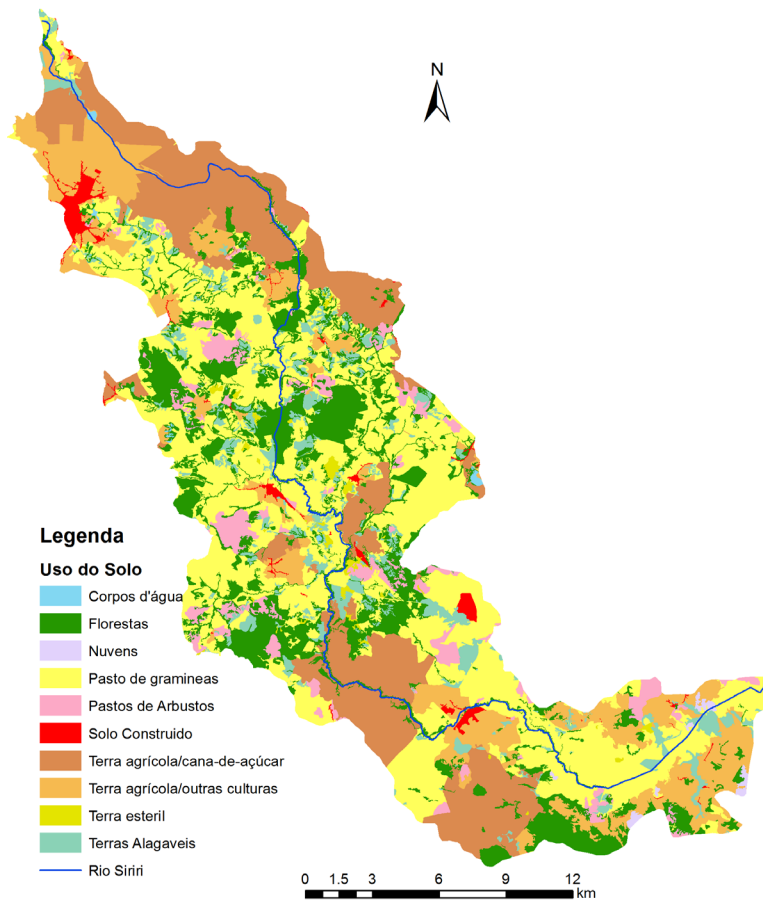 N
Legenda
Uso do Solo
Corpos d'água
Florestas
Nuvens
Pasto de gramineas
Pastos de Arbustos
Solo Construido
Terra agrícola/cana-de-açúcar
Terra agrícola/outras culturas
Terra esteril
Terras Alagaveis
Rio Siriri
0 1.5 3 6 9 12
km